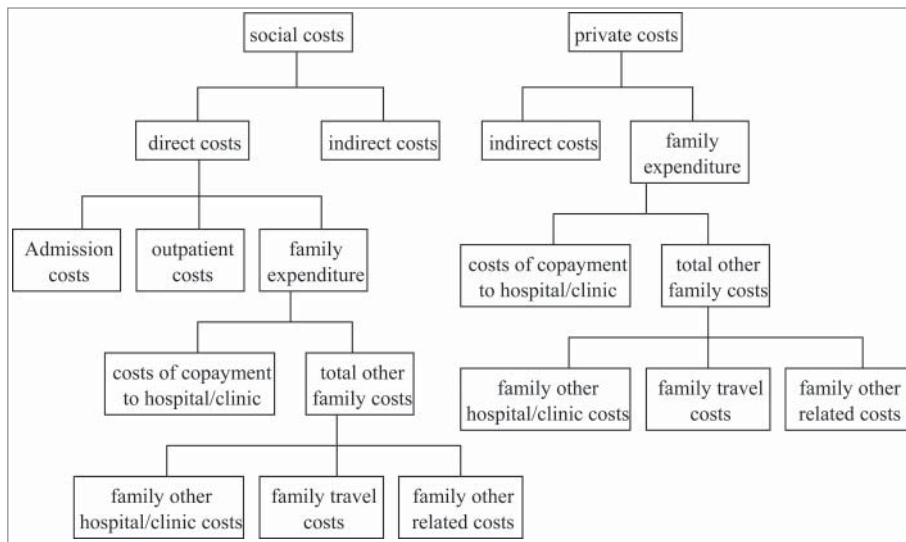 social costs
private costs
direct costs
indirect costs
indirect costs
family
expenditure
Admission
costs
outpatient
costs
family
expenditure
costs of copayment
to hospital/clinic
total other
family costs
costs of copayment
to hospital/clinic
total other
family costs
family other
hospital/clinic costs
family travel
costs
family other
related costs
family other
hospital/clinic costs
family travel
costs
family other
related costs